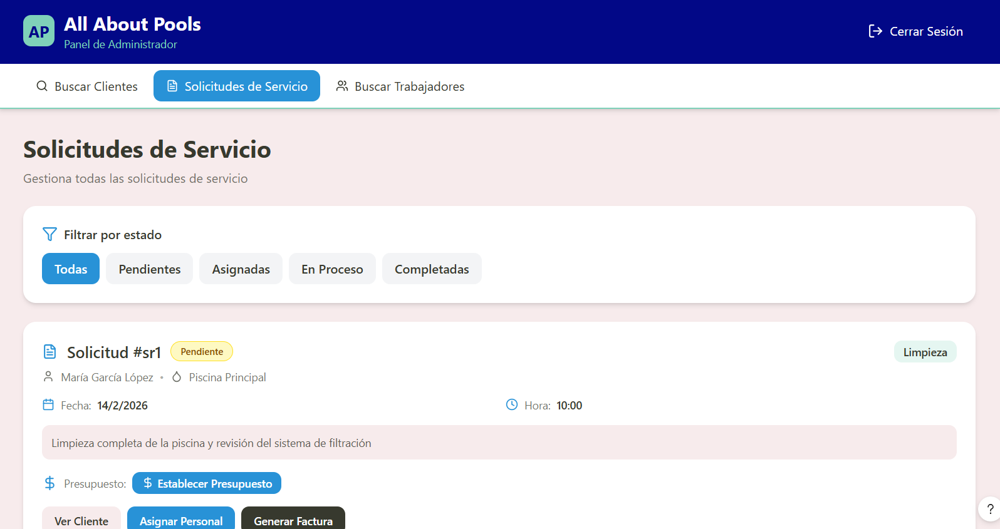 AP
All About Pools
Panel de Administrador
Cerrar Sesión
Buscar Clientes
Solicitudes de Servicio
Buscar Trabajadores
Solicitudes de Servicio
Gestiona todas las solicitudes de servicio
Filtrar por estado
Todas
Pendientes
Asignadas
En Proceso
Completadas
Solicitud #sr1
Pendiente
Limpieza
María García López • Piscina Principal
Fecha: 14/2/2026
Hora: 10:00
Limpieza completa de la piscina y revisión del sistema de filtración
Presupuesto:
$ Establecer Presupuesto
Ver Cliente
Asignar Personal
Generar Factura
?